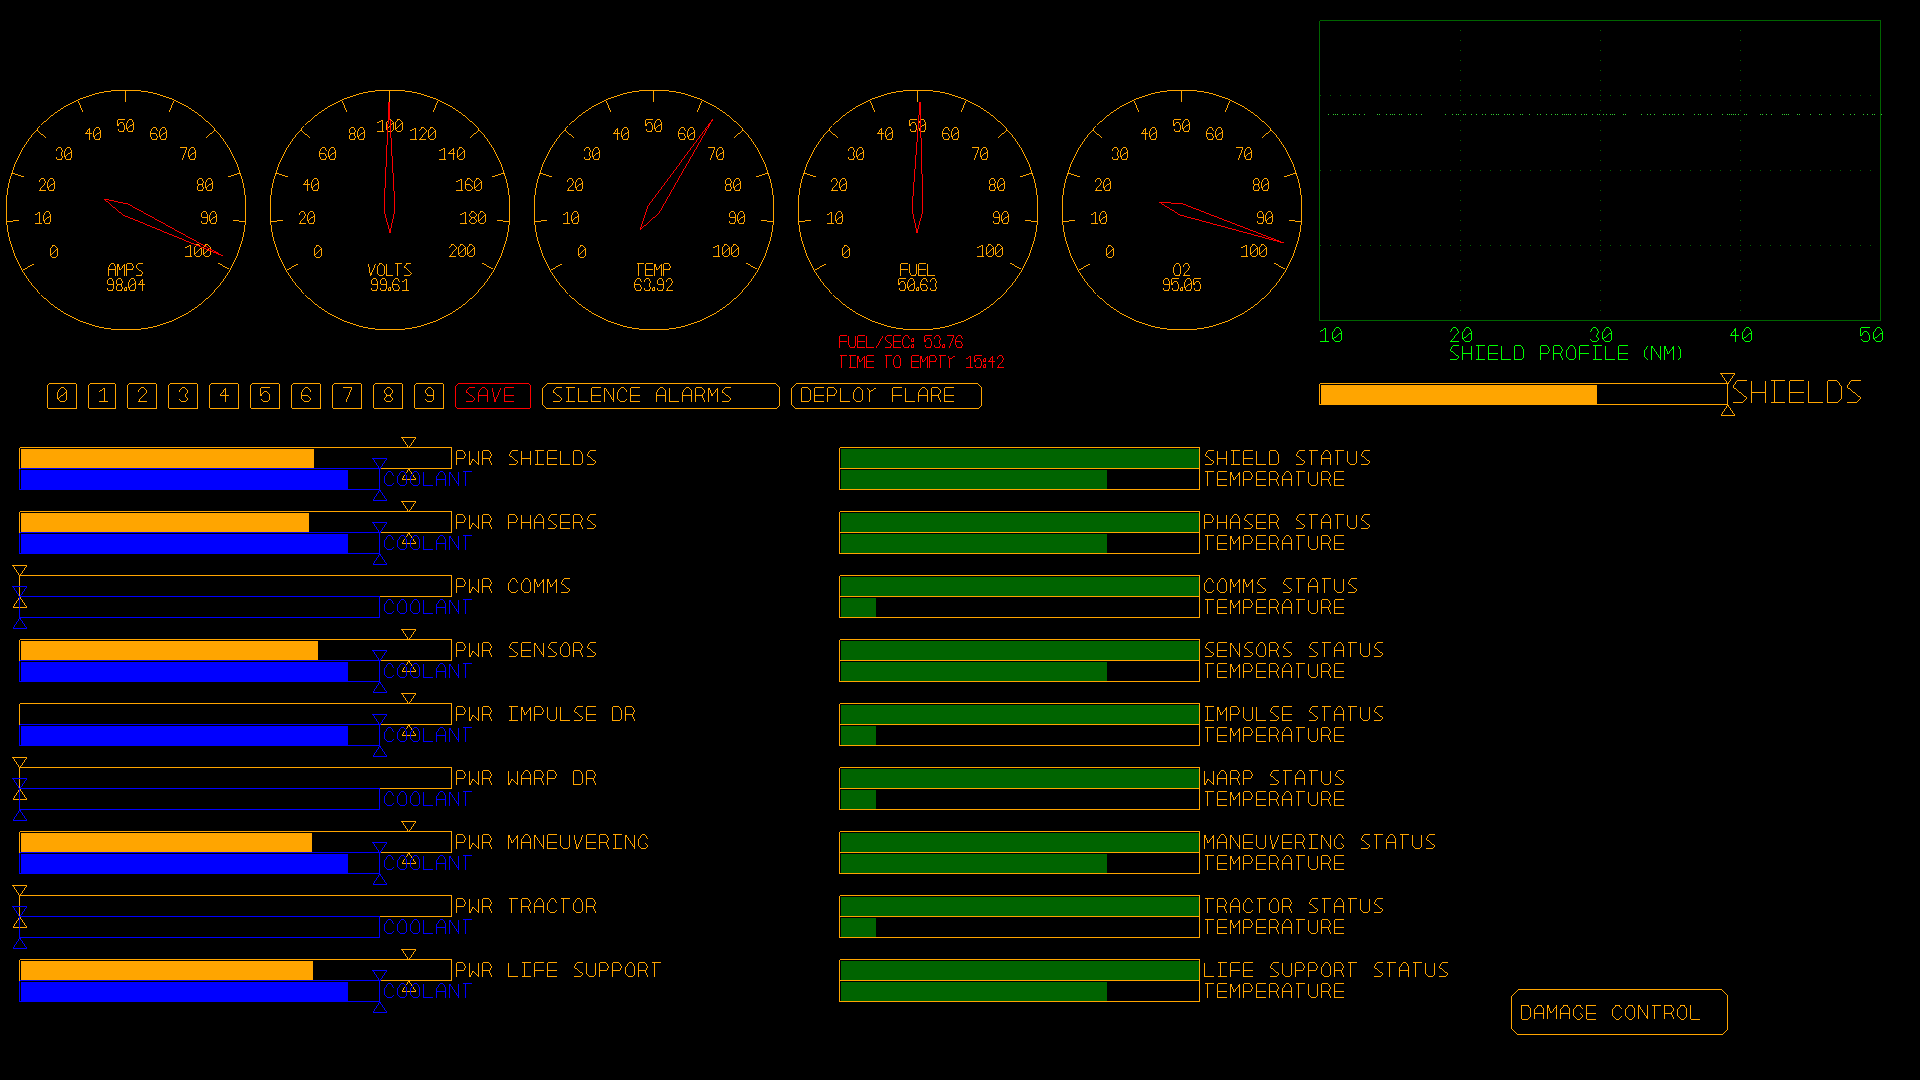 40 50 60
30 70
20 80
10 90
0 100
AMPS
98.04
80 100 120
60 140
40 160
20 180
0 200
VOLTS
99.61
40 50 60
30 70
20 80
10 90
0 100
TEMP
63.92
40 50 60
30 70
20 80
10 90
0 100
FUEL
50.63
FUEL/SEC: 53.76
TIME TO EMPTY 15:42
40 50 60
30 70
20 80
10 90
0 100
O2
95.05
10 20 30 40 50
SHIELD PROFILE (NM)
0 1 2 3 4 5 6 7 8 9 SAVE SILENCE ALARMS DEPLOY FLARE
SHIELDS
PWR SHIELDS
COOLANT
SHIELD STATUS
TEMPERATURE
PWR PHASERS
COOLANT
PHASER STATUS
TEMPERATURE
PWR COMMS
COOLANT
COMMS STATUS
TEMPERATURE
PWR SENSORS
COOLANT
SENSORS STATUS
TEMPERATURE
PWR IMPULSE DR
COOLANT
IMPULSE STATUS
TEMPERATURE
PWR WARP DR
COOLANT
WARP STATUS
TEMPERATURE
PWR MANEUVERING
COOLANT
MANEUVERING STATUS
TEMPERATURE
PWR TRACTOR
COOLANT
TRACTOR STATUS
TEMPERATURE
PWR LIFE SUPPORT
COOLANT
LIFE SUPPORT STATUS
TEMPERATURE
DAMAGE CONTROL